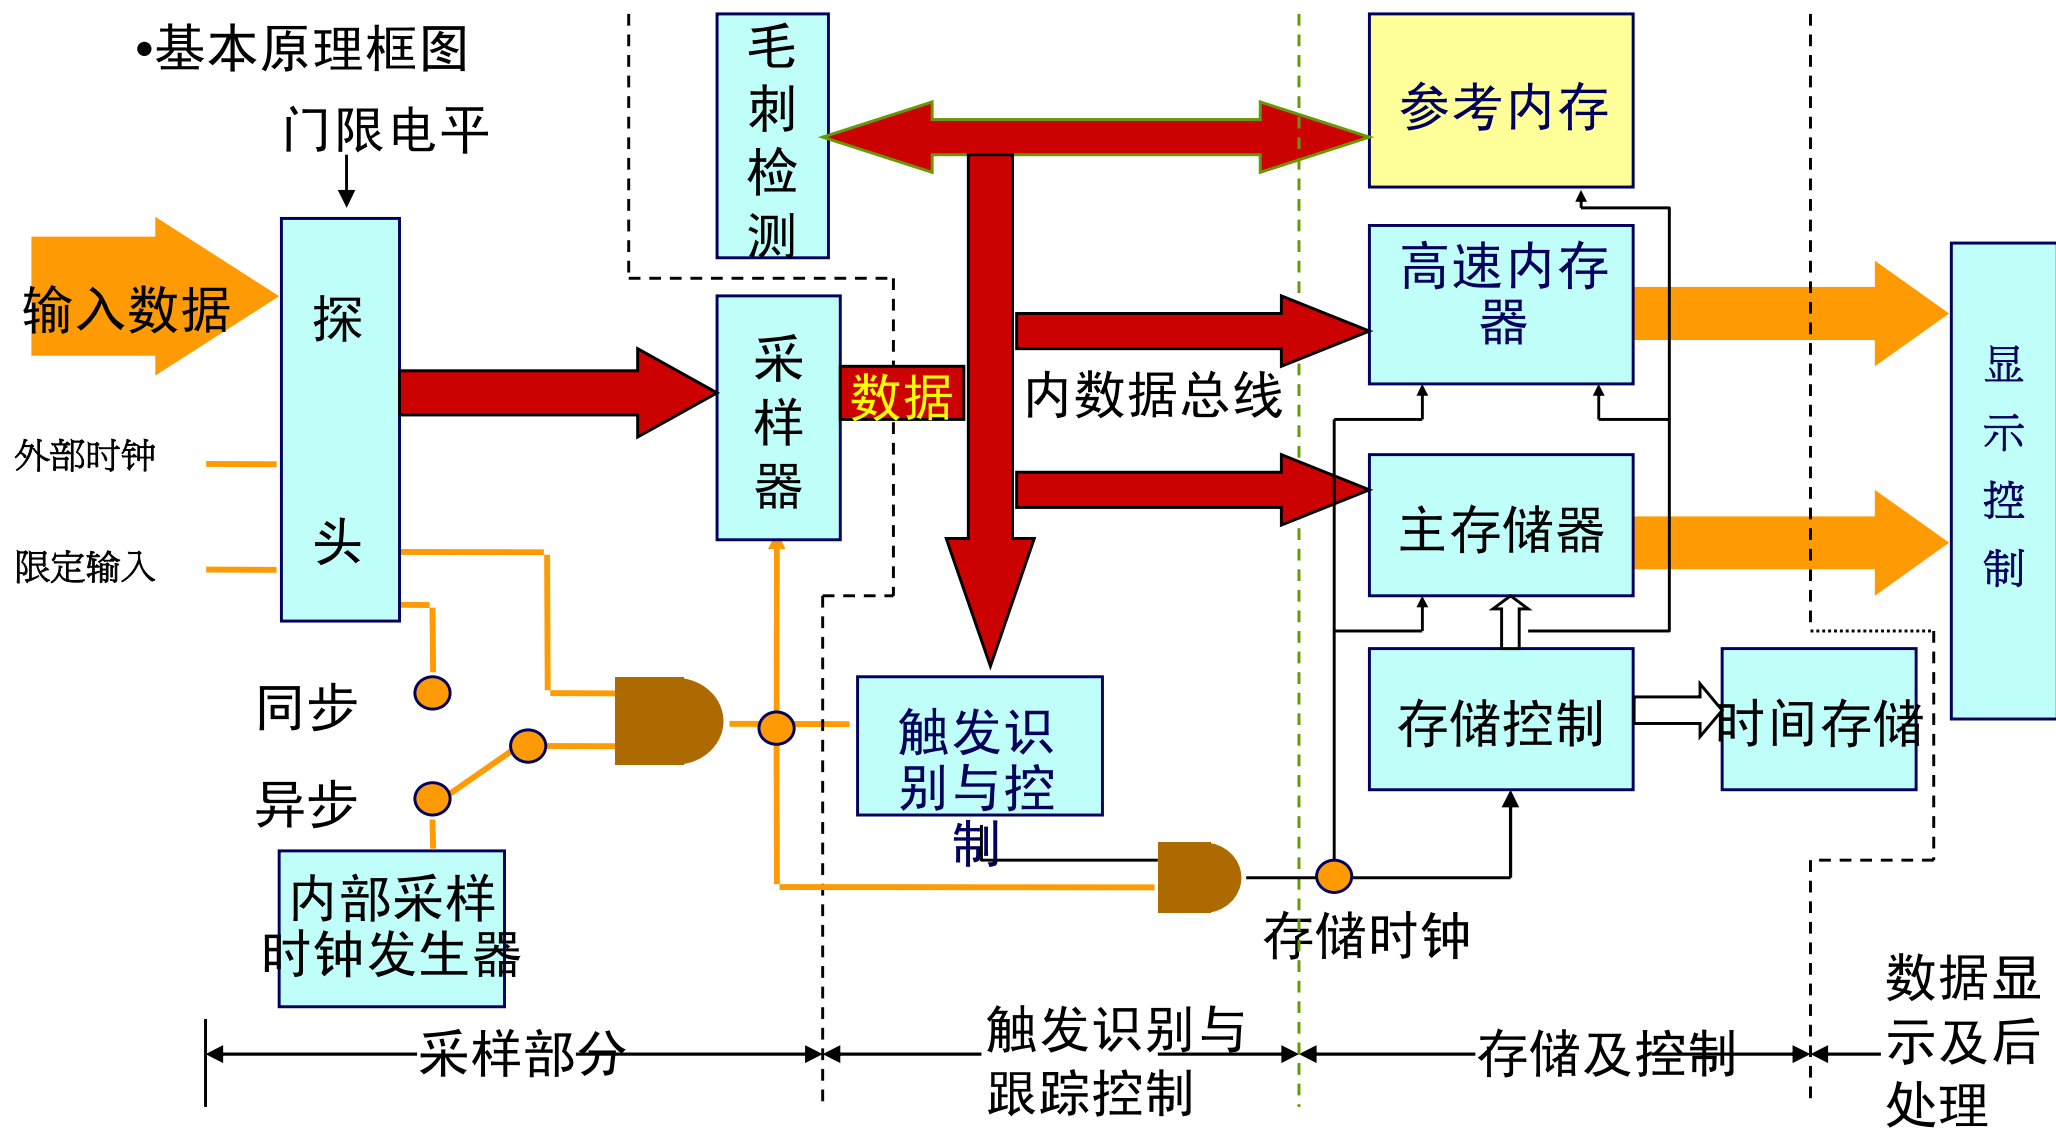 •基本原理框图
门限电平
输入数据
外部时钟
限定输入
探
头
同步
异步
内部采样
时钟发生器
毛
刺
检
测
采
样
器
数据
内数据总线
触发识
别与控
制
参考内存
高速内存
器
主存储器
存储控制
时间存储
存储时钟
显
示
控
制
采样部分
触发识别与
跟踪控制
存储及控制
数据显
示及后
处理